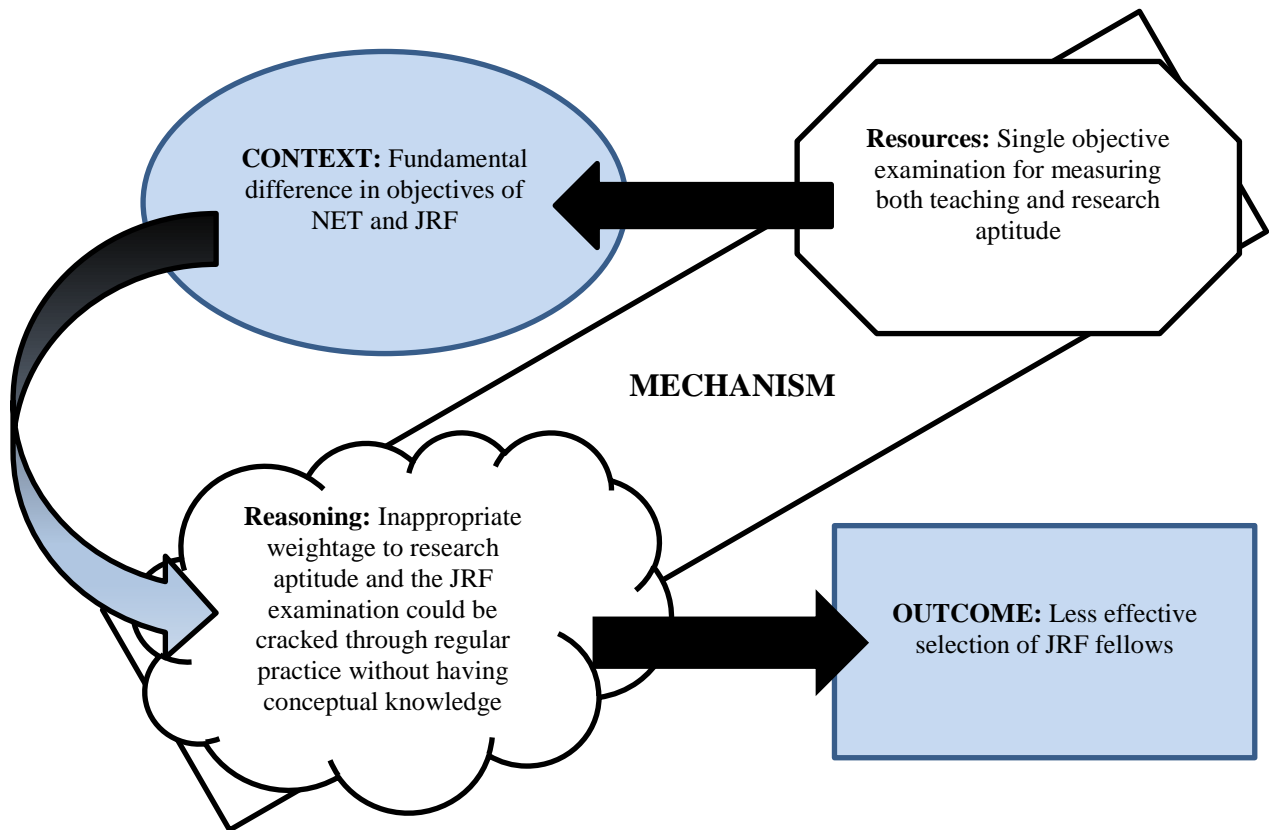 CONTEXT: Fundamental
difference in objectives of
NET and JRF
Resources: Single objective
examination for measuring
both teaching and research
aptitude
MECHANISM
Reasoning: Inappropriate
weightage to research
aptitude and the JRF
examination could be
cracked through regular
practice without having
conceptual knowledge
OUTCOME: Less effective
selection of JRF fellows